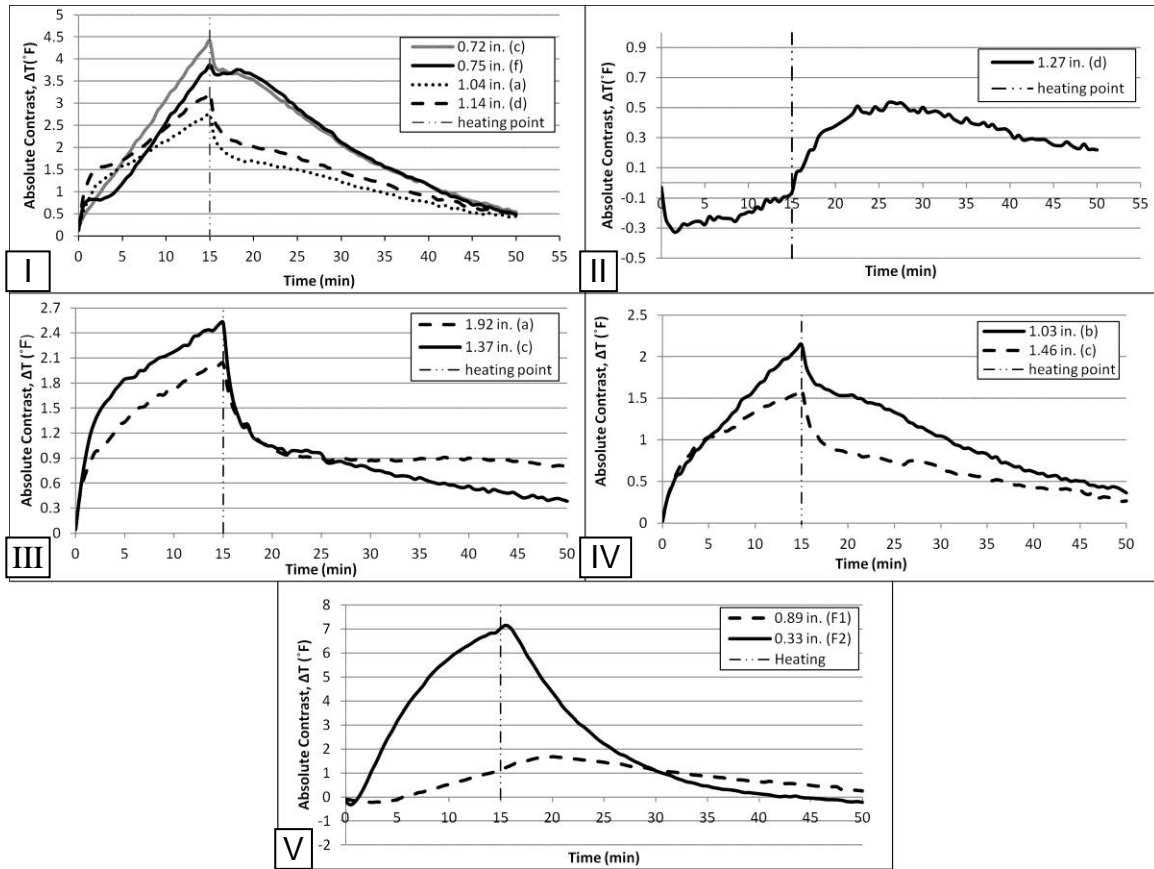 Absolute Contrast, ΔT(˚F)
5
4.5
4
3.5
3
2.5
2
1.5
1
0.5
0
0 5 10 15 20 25 30 35 40 45 50 55
Time (min)
0.72 in. (c)
0.75 in. (f)
1.04 in. (a)
1.14 in. (d)
heating point
I
Absolute Contrast, ΔT (˚F)
0.9
0.7
0.5
0.3
0.1
-0.1
-0.3
-0.5
0 5 10 15 20 25 30 35 40 45 50 55
Time (min)
1.27 in. (d)
heating point
II
Absolute Contrast, ΔT (˚F)
2.7
2.4
2.1
1.8
1.5
1.2
0.9
0.6
0.3
0
0 5 10 15 20 25 30 35 40 45 50
Time (min)
1.92 in. (a)
1.37 in. (c)
heating point
III
Absolute Contrast, ΔT (˚F)
2.5
2
1.5
1
0.5
0
0 5 10 15 20 25 30 35 40 45 50
Time (min)
1.03 in. (b)
1.46 in. (c)
heating point
IV
Absolute Contrast, ΔT (˚F)
8
7
6
5
4
3
2
1
0
-1
-2
0 5 10 15 20 25 30 35 40 45 50
Time (min)
0.89 in. (F1)
0.33 in. (F2)
Heating
V